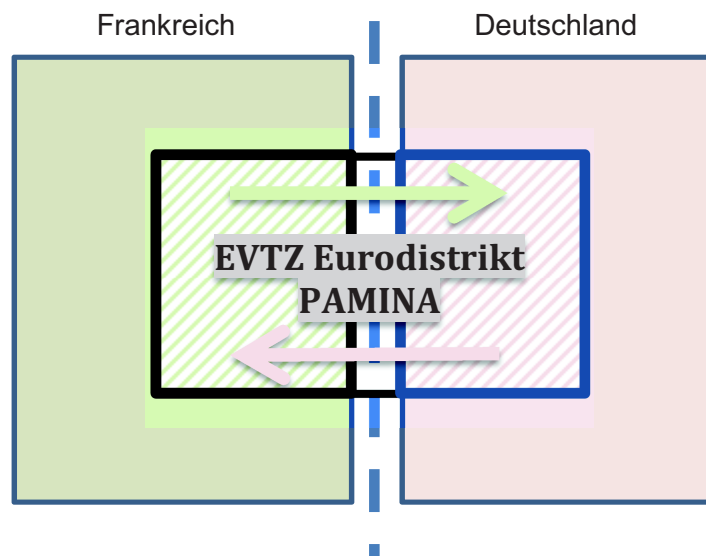 Frankreich
Deutschland
EVTZ Eurodistrikt
PAMINA